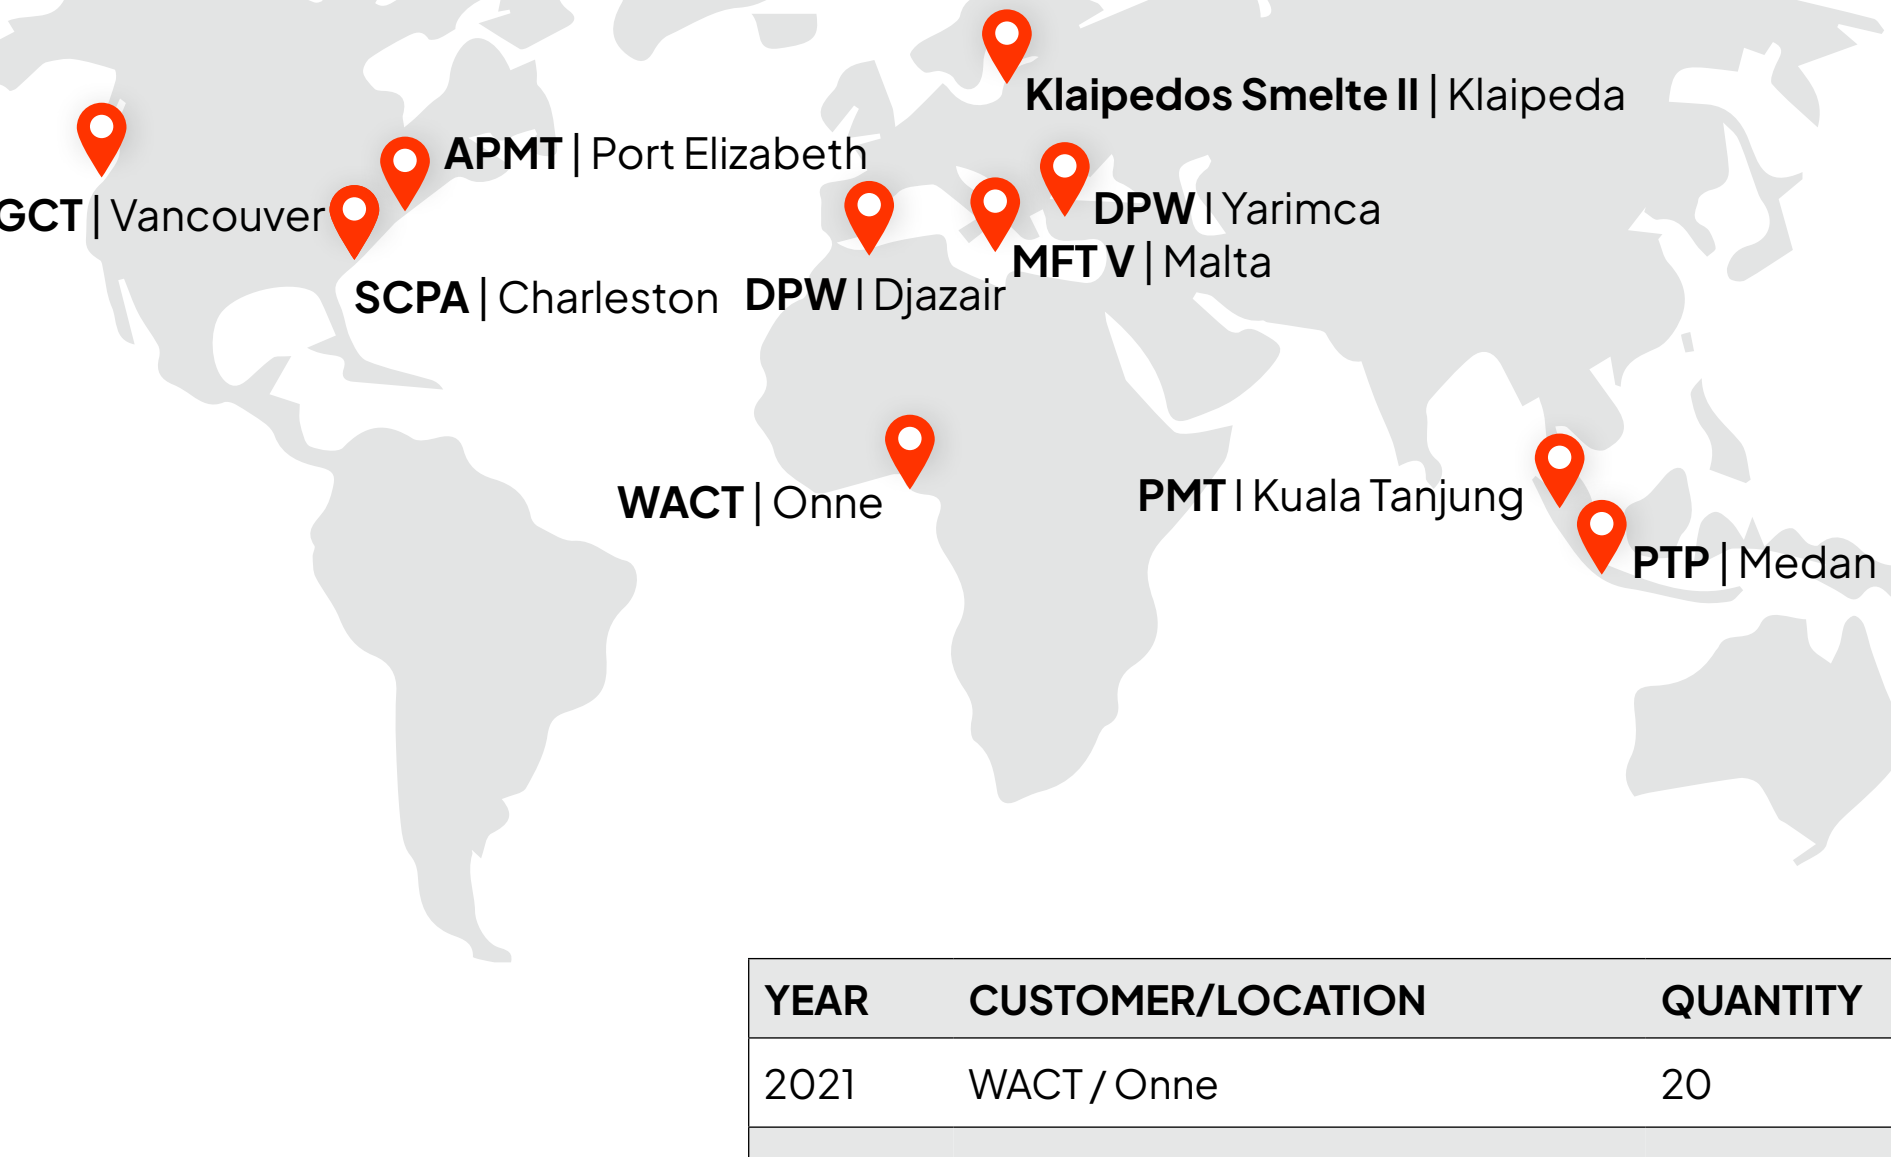 Klaipedos Smelte II | Klaipeda
APMT | Port Elizabeth
GCT | Vancouver
DPW I Yarimca
MFT V | Malta
SCPA | Charleston
DPW I Djazair
WACT | Onne
PMT I Kuala Tanjung
PTP | Medan
YEAR CUSTOMER/LOCATION QUANTITY
2021 WACT / Onne 20